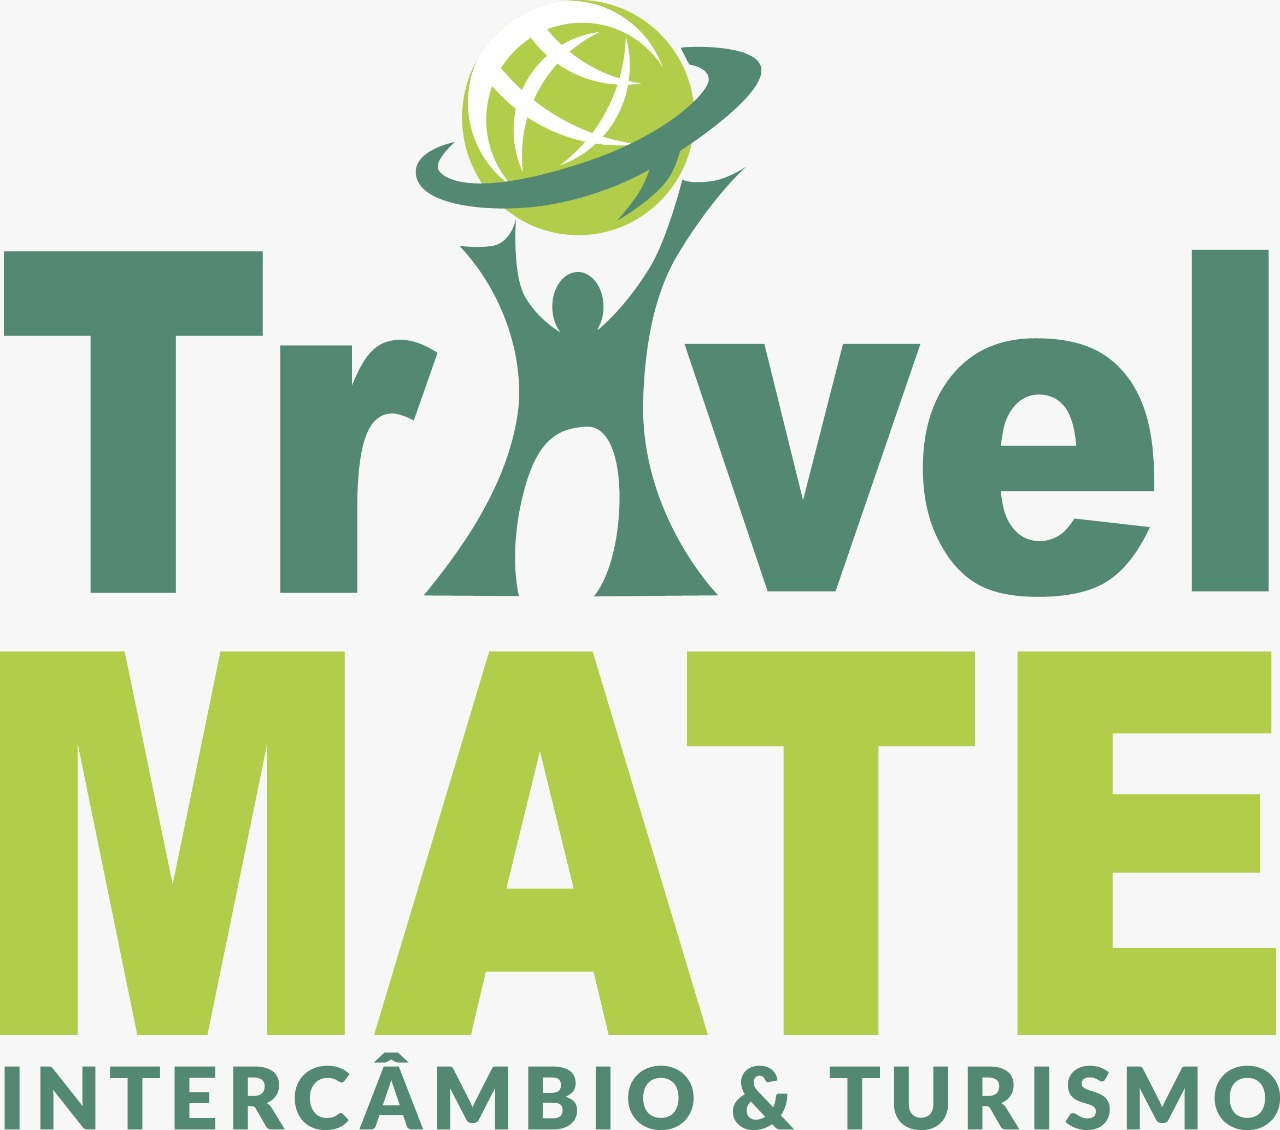 Travel
MATE
INTERCÂMBIO & TURISMO